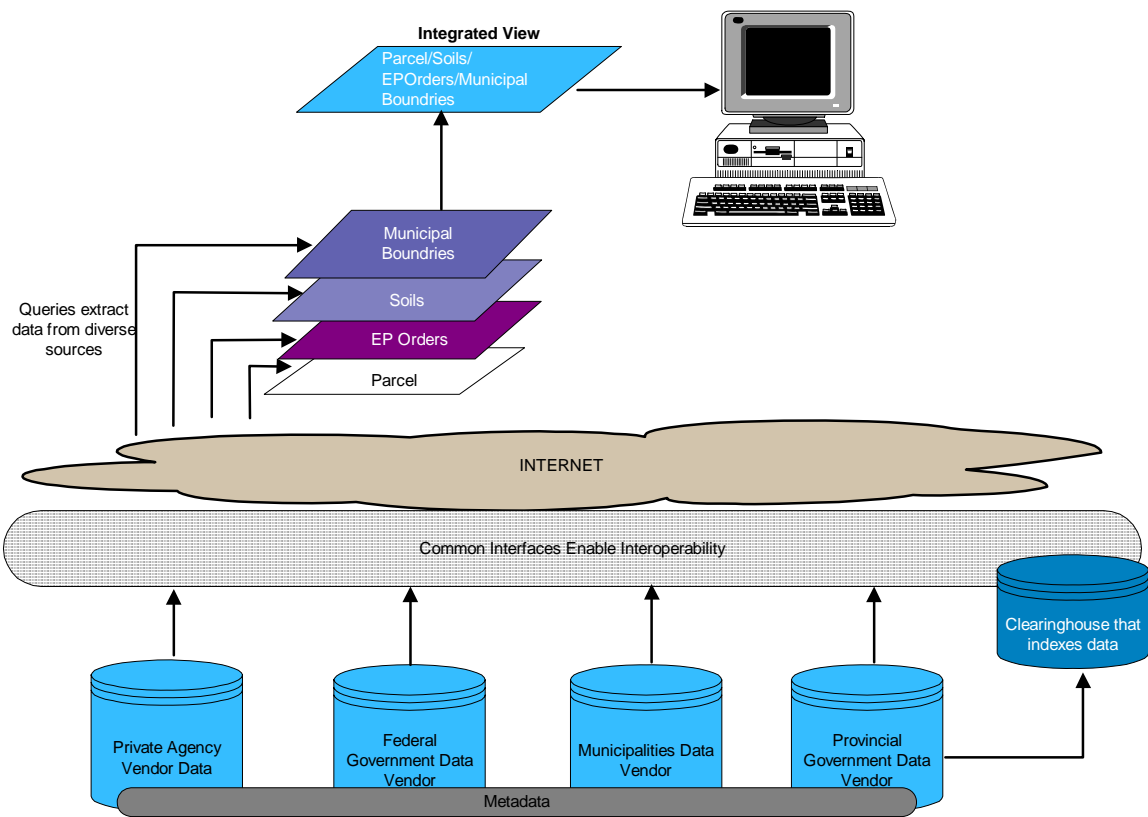 Integrated View
Parcel/Soils/
EPOrders/Municipal
Boundries
Municipal
Boundries
Soils
EP Orders
Parcel
Queries extract
data from diverse
sources
INTERNET
Common Interfaces Enable Interoperability
Clearinghouse that
indexes data
Private Agency
Vendor Data
Federal
Government Data
Vendor
Municipalities Data
Vendor
Provincial
Government Data
Vendor
Metadata